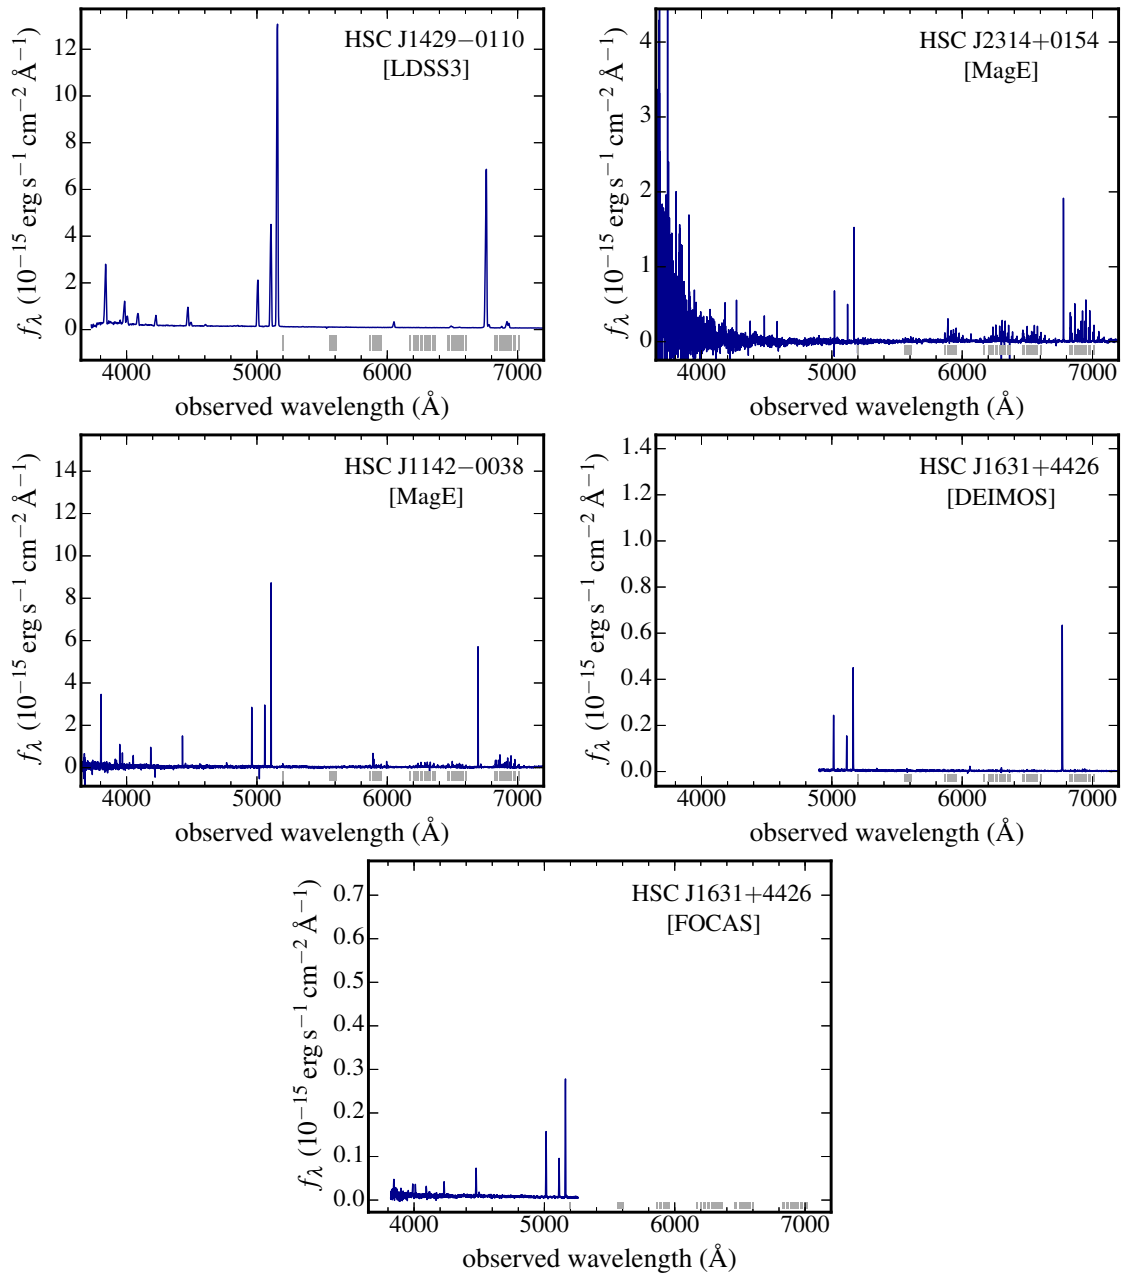 HSC J1429−0110
[LDSS3]
12
10
8
6
4
2
0
4000 5000 6000 7000
observed wavelength (Å)
f_λ (10^−15 erg s^−1 cm^−2 Å^−1)
HSC J2314+0154
[MagE]
4
3
2
1
0
4000 5000 6000 7000
observed wavelength (Å)
f_λ (10^−15 erg s^−1 cm^−2 Å^−1)
HSC J1142−0038
[MagE]
14
12
10
8
6
4
2
0
4000 5000 6000 7000
observed wavelength (Å)
f_λ (10^−15 erg s^−1 cm^−2 Å^−1)
HSC J1631+4426
[DEIMOS]
1.4
1.2
1.0
0.8
0.6
0.4
0.2
0.0
4000 5000 6000 7000
observed wavelength (Å)
f_λ (10^−15 erg s^−1 cm^−2 Å^−1)
HSC J1631+4426
[FOCAS]
0.7
0.6
0.5
0.4
0.3
0.2
0.1
0.0
4000 5000 6000 7000
observed wavelength (Å)
f_λ (10^−15 erg s^−1 cm^−2 Å^−1)